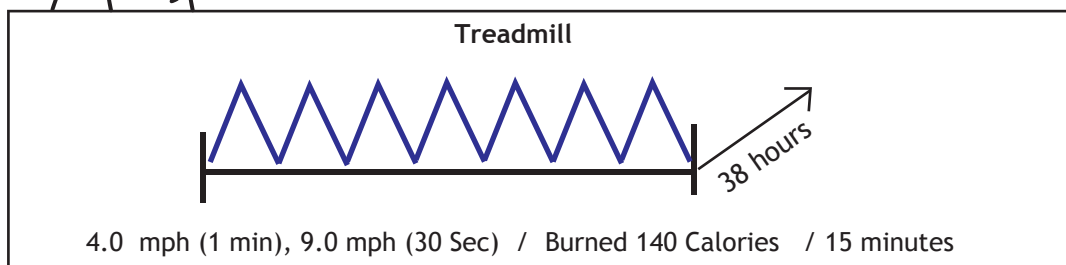 Treadmill
38 hours
4.0 mph (1 min), 9.0 mph (30 Sec) / Burned 140 Calories / 15 minutes